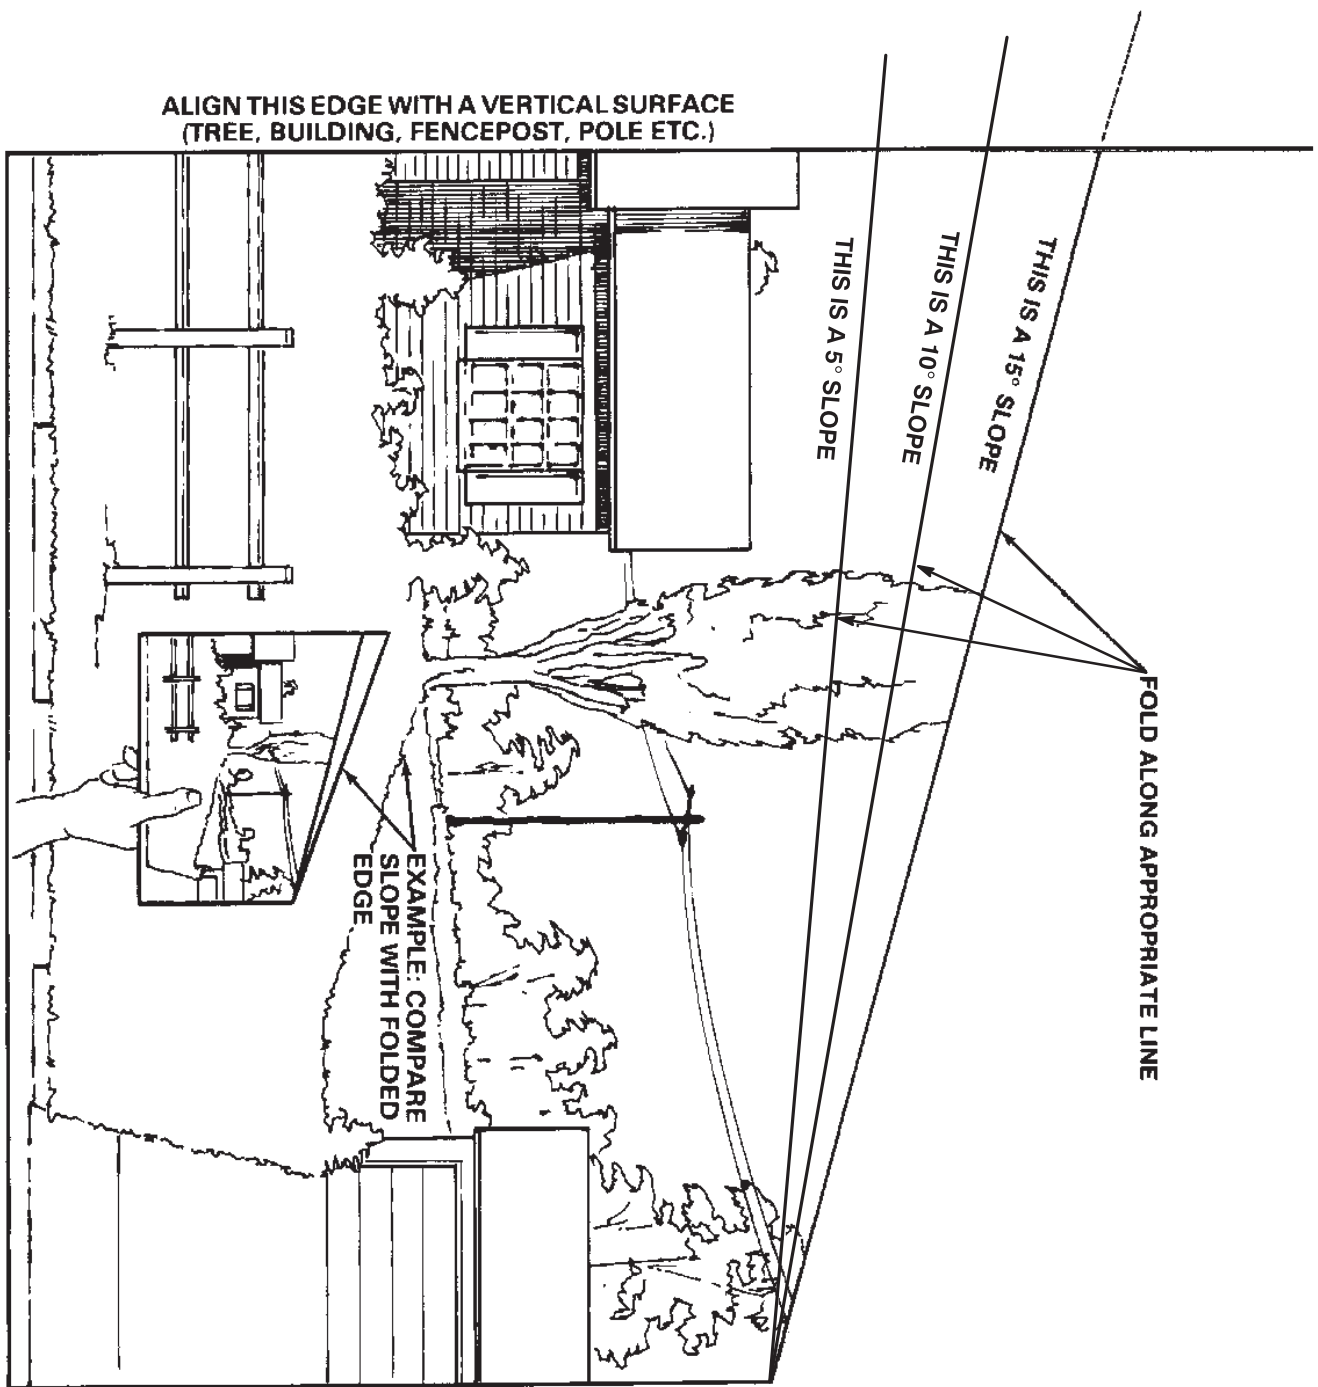 ALIGN THIS EDGE WITH A VERTICAL SURFACE
(TREE, BUILDING, FENCEPOST, POLE ETC.)
THIS IS A 5° SLOPE
THIS IS A 10° SLOPE
THIS IS A 15° SLOPE
FOLD ALONG APPROPRIATE LINE
EXAMPLE: COMPARE
SLOPE WITH FOLDED
EDGE